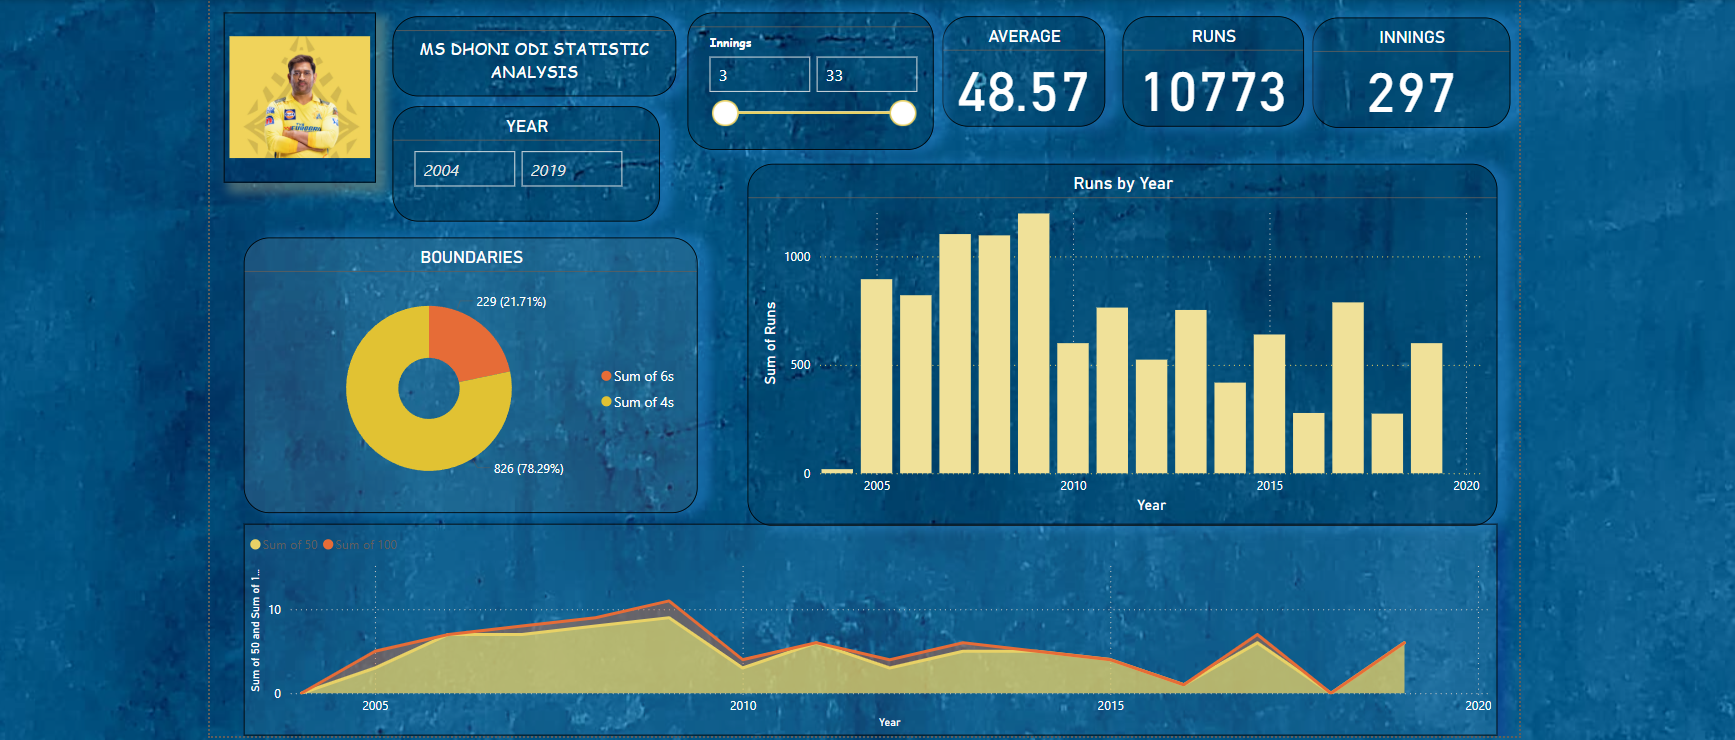 MS DHONI ODI STATISTIC
ANALYSIS
YEAR
2004 2019
Innings
3 33
AVERAGE
48.57
RUNS
10773
INNINGS
297
BOUNDARIES
229 (21.71%)
Sum of 6s
Sum of 4s
826 (78.29%)
Runs by Year
Sum of Runs
1000
500
0
2005 2010 2015 2020
Year
Sum of 50 Sum of 100
Sum of 50 and Sum of 1...
10
0
2005 2010 2015 2020
Year